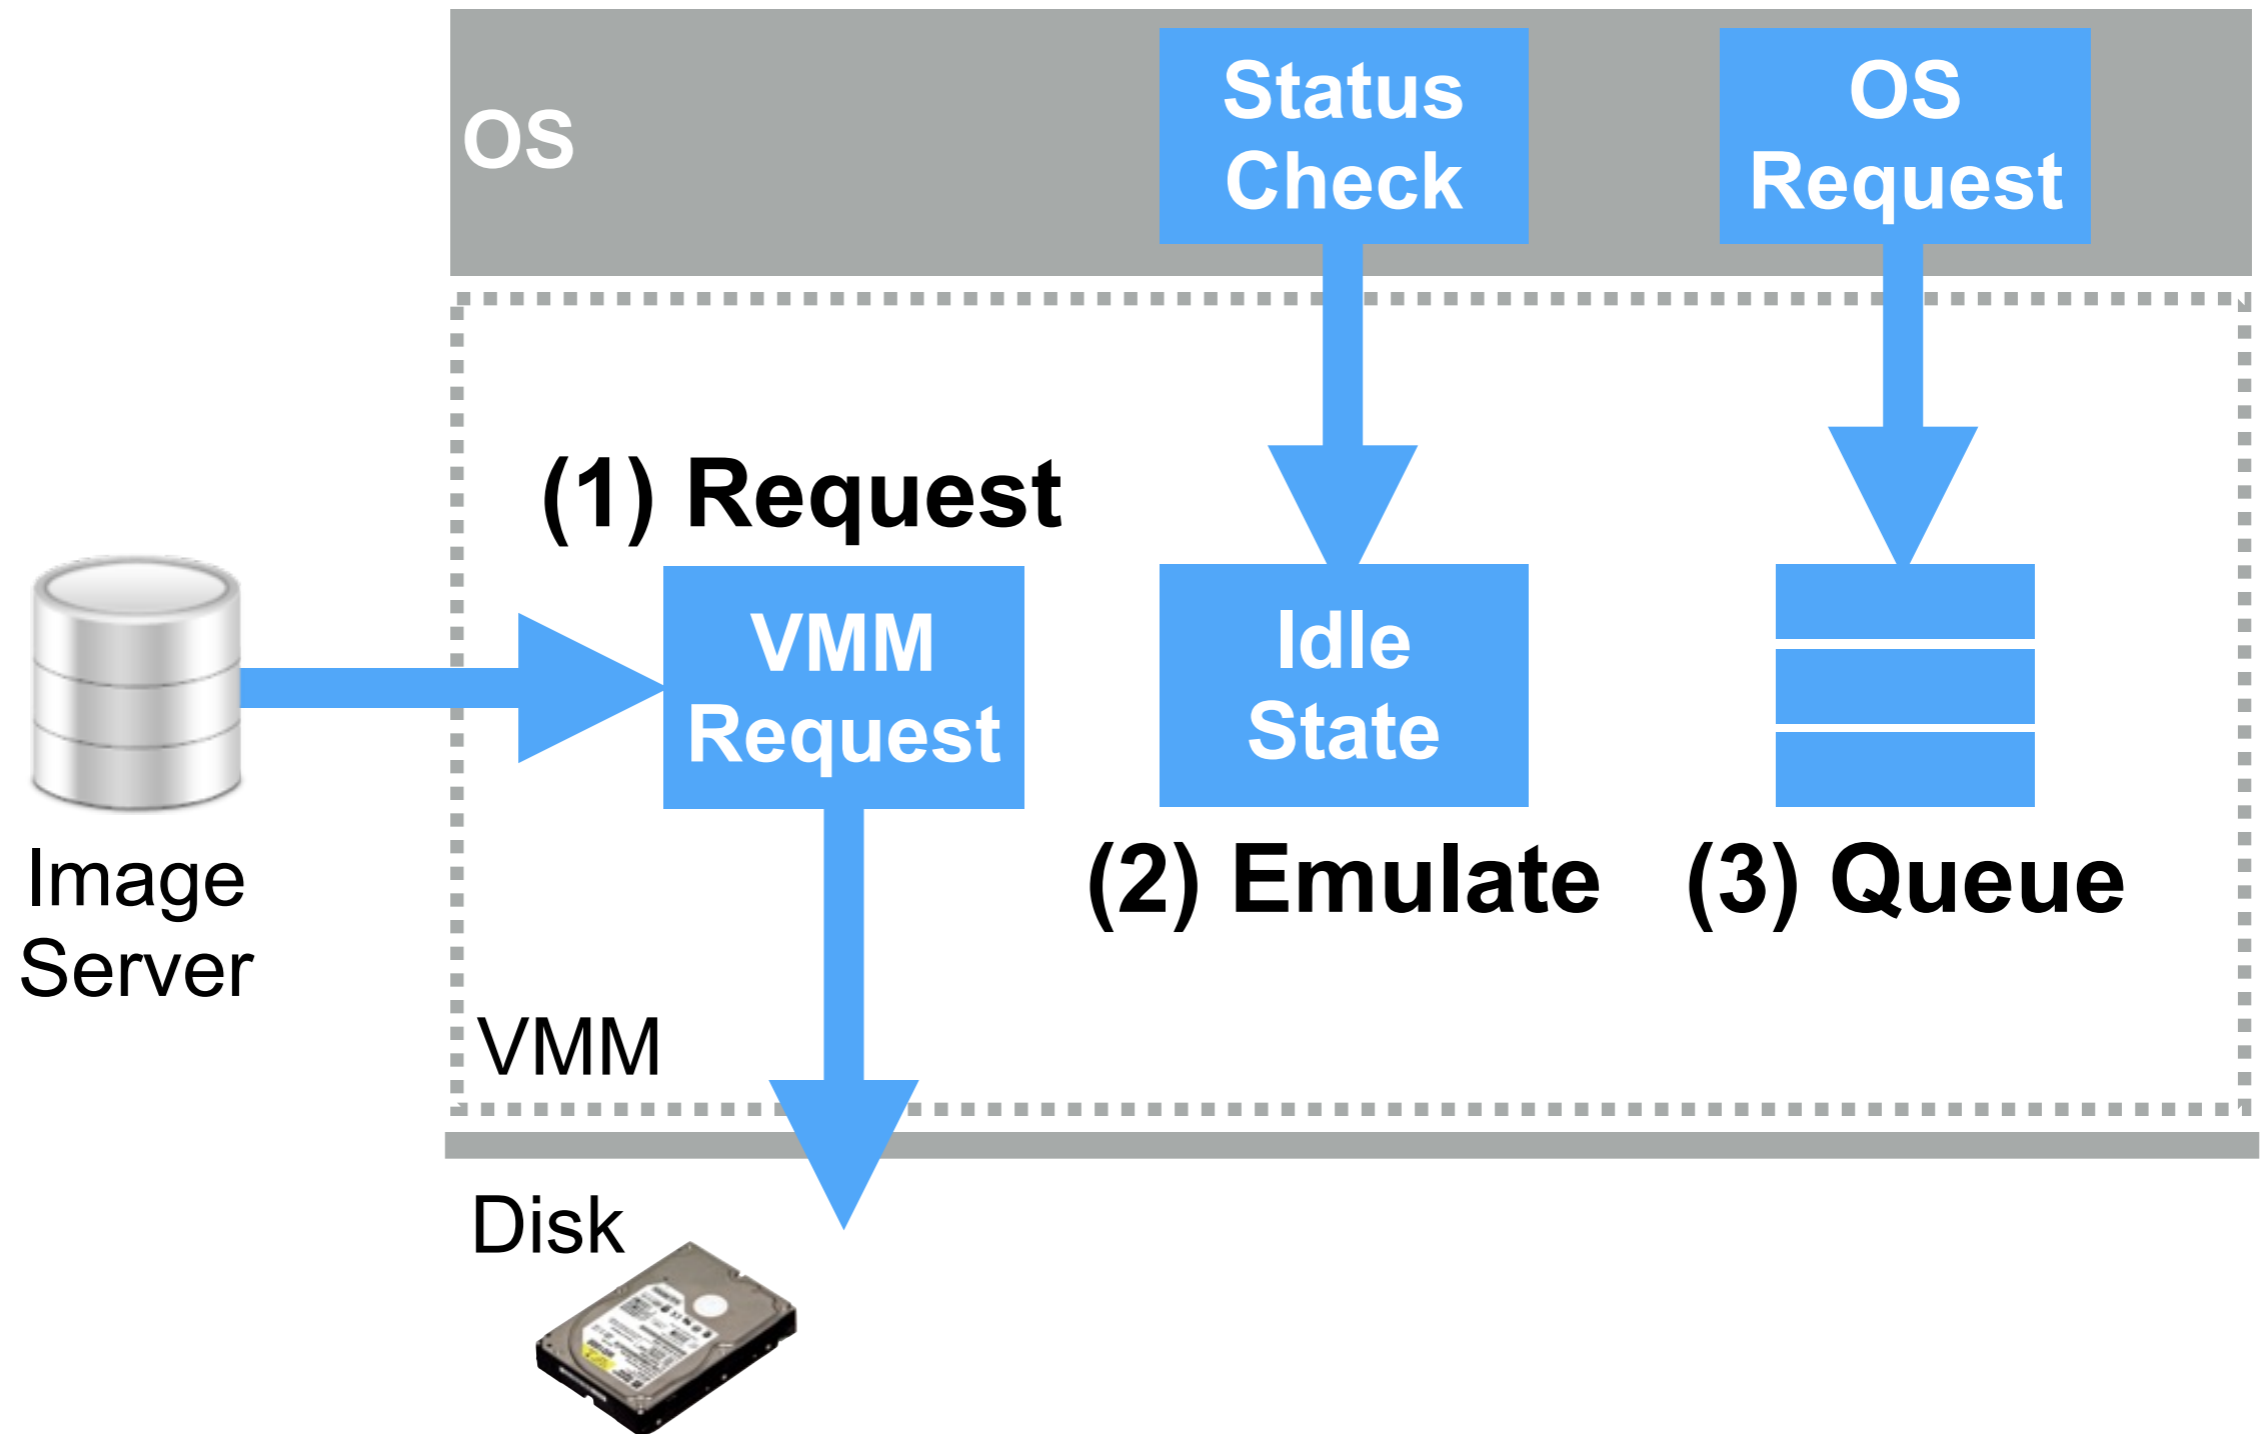 OS
Status
Check
OS
Request
(1) Request
VMM
Request
Idle
State
(2) Emulate
(3) Queue
Image
Server
VMM
Disk